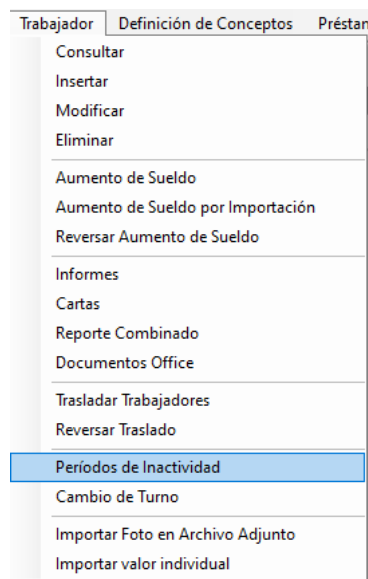 Trabajador Definición de Conceptos Préstan
Consultar
Insertar
Modificar
Eliminar
Aumento de Sueldo
Aumento de Sueldo por Importación
Reversar Aumento de Sueldo
Informes
Cartas
Reporte Combinado
Documentos Office
Trasladar Trabajadores
Reversar Traslado
Períodos de Inactividad
Cambio de Turno
Importar Foto en Archivo Adjunto
Importar valor individual